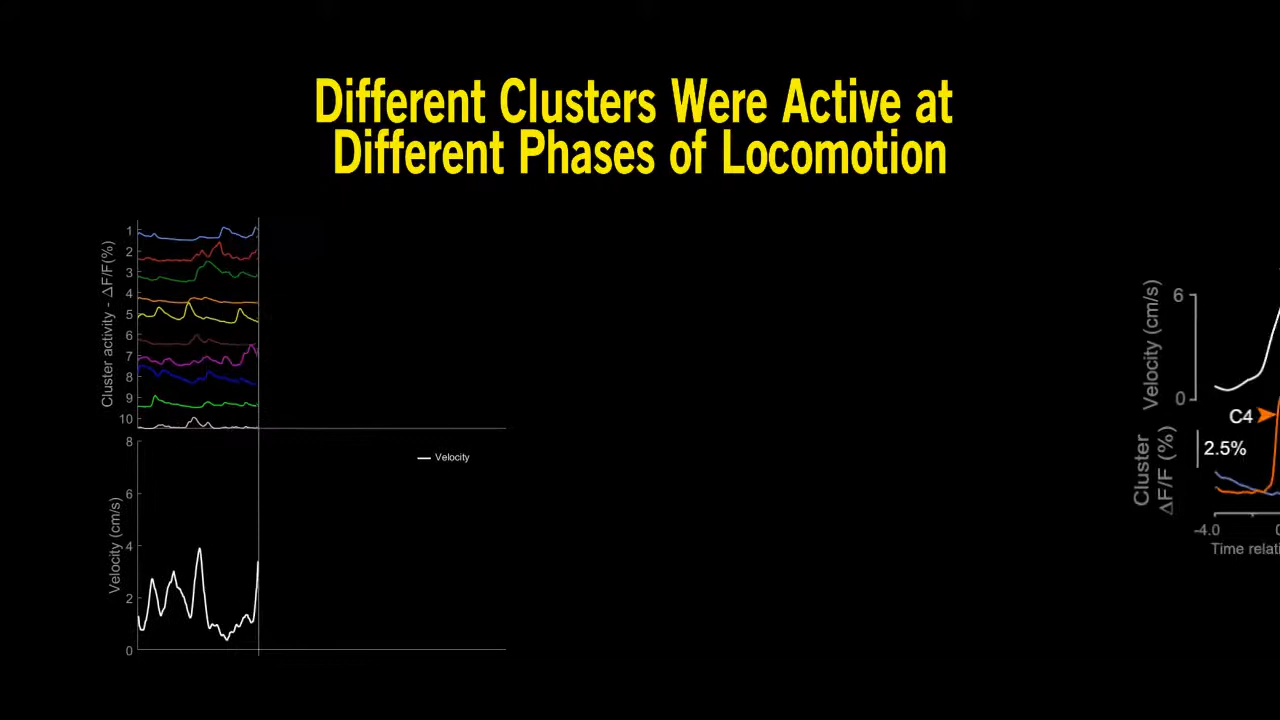 Different Clusters Were Active at
Different Phases of Locomotion
Cluster activity - ΔF/F(%)
1
2
3
4
5
6
7
8
9
10
8
6
4
2
0
Velocity (cm/s)
Velocity
Velocity (cm/s)
6
0
C4
Cluster
ΔF/F (%)
2.5%
-4.0
0
Time relati